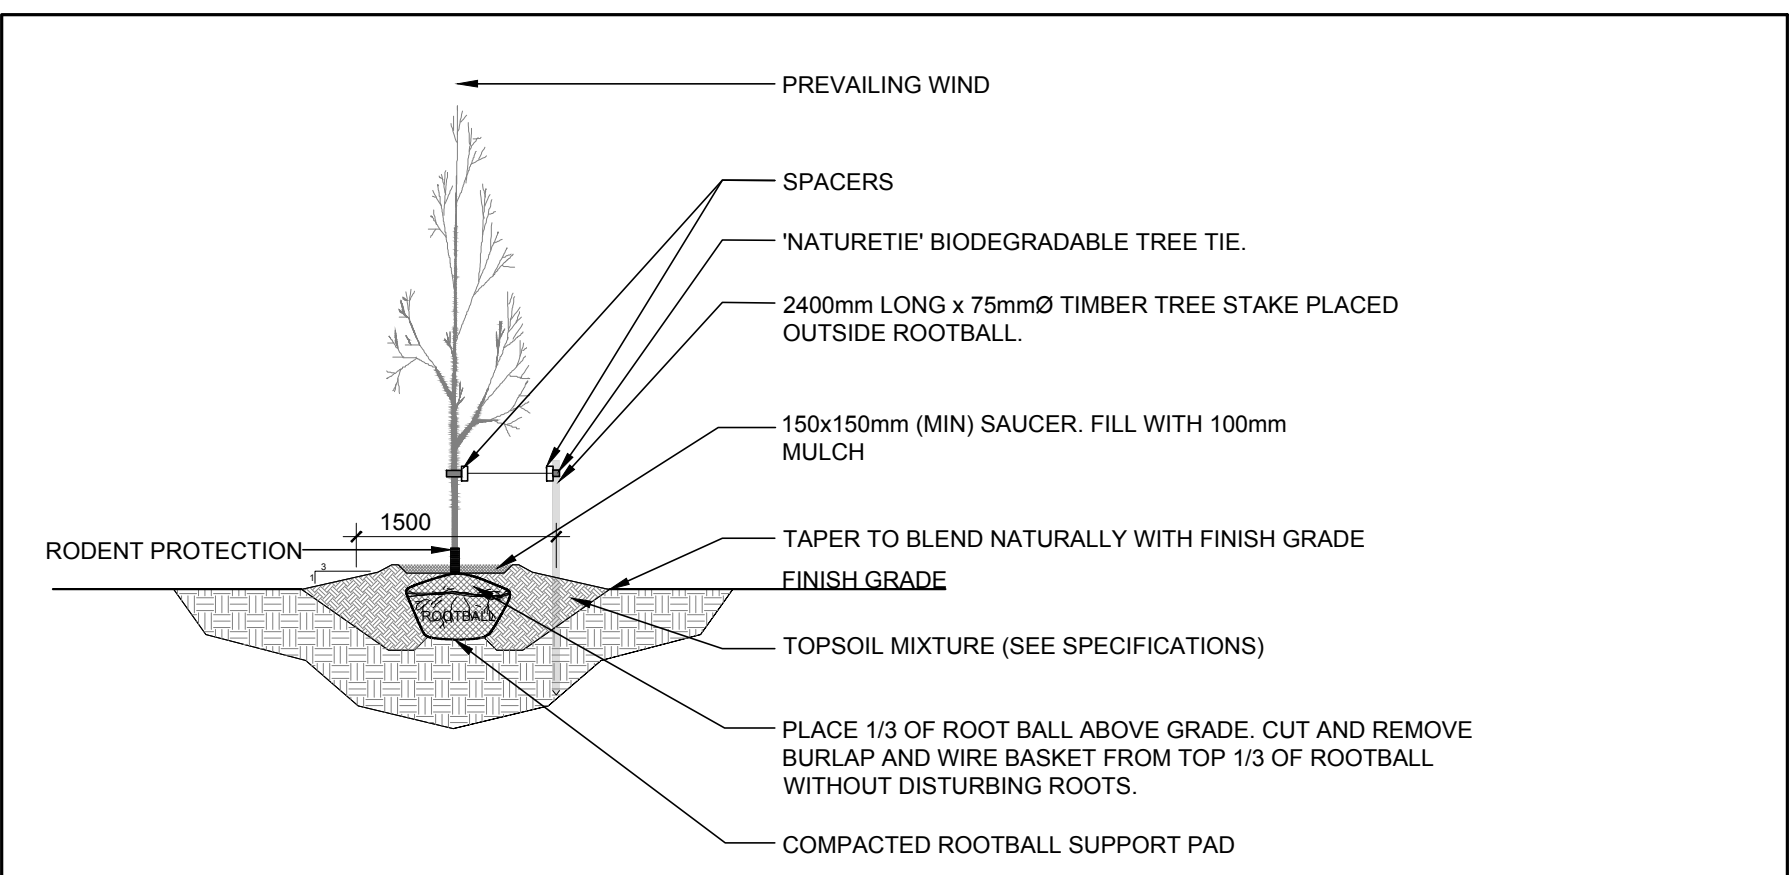 PREVAILING WIND
SPACERS
'NATURETIE' BIODEGRADABLE TREE TIE.
2400mm LONG x 75mmØ TIMBER TREE STAKE PLACED
OUTSIDE ROOTBALL.
150x150mm (MIN) SAUCER. FILL WITH 100mm
MULCH
1500
RODENT PROTECTION
TAPER TO BLEND NATURALLY WITH FINISH GRADE
3
1
FINISH GRADE
ROOTBALL
TOPSOIL MIXTURE (SEE SPECIFICATIONS)
PLACE 1/3 OF ROOT BALL ABOVE GRADE. CUT AND REMOVE
BURLAP AND WIRE BASKET FROM TOP 1/3 OF ROOTBALL
WITHOUT DISTURBING ROOTS.
COMPACTED ROOTBALL SUPPORT PAD